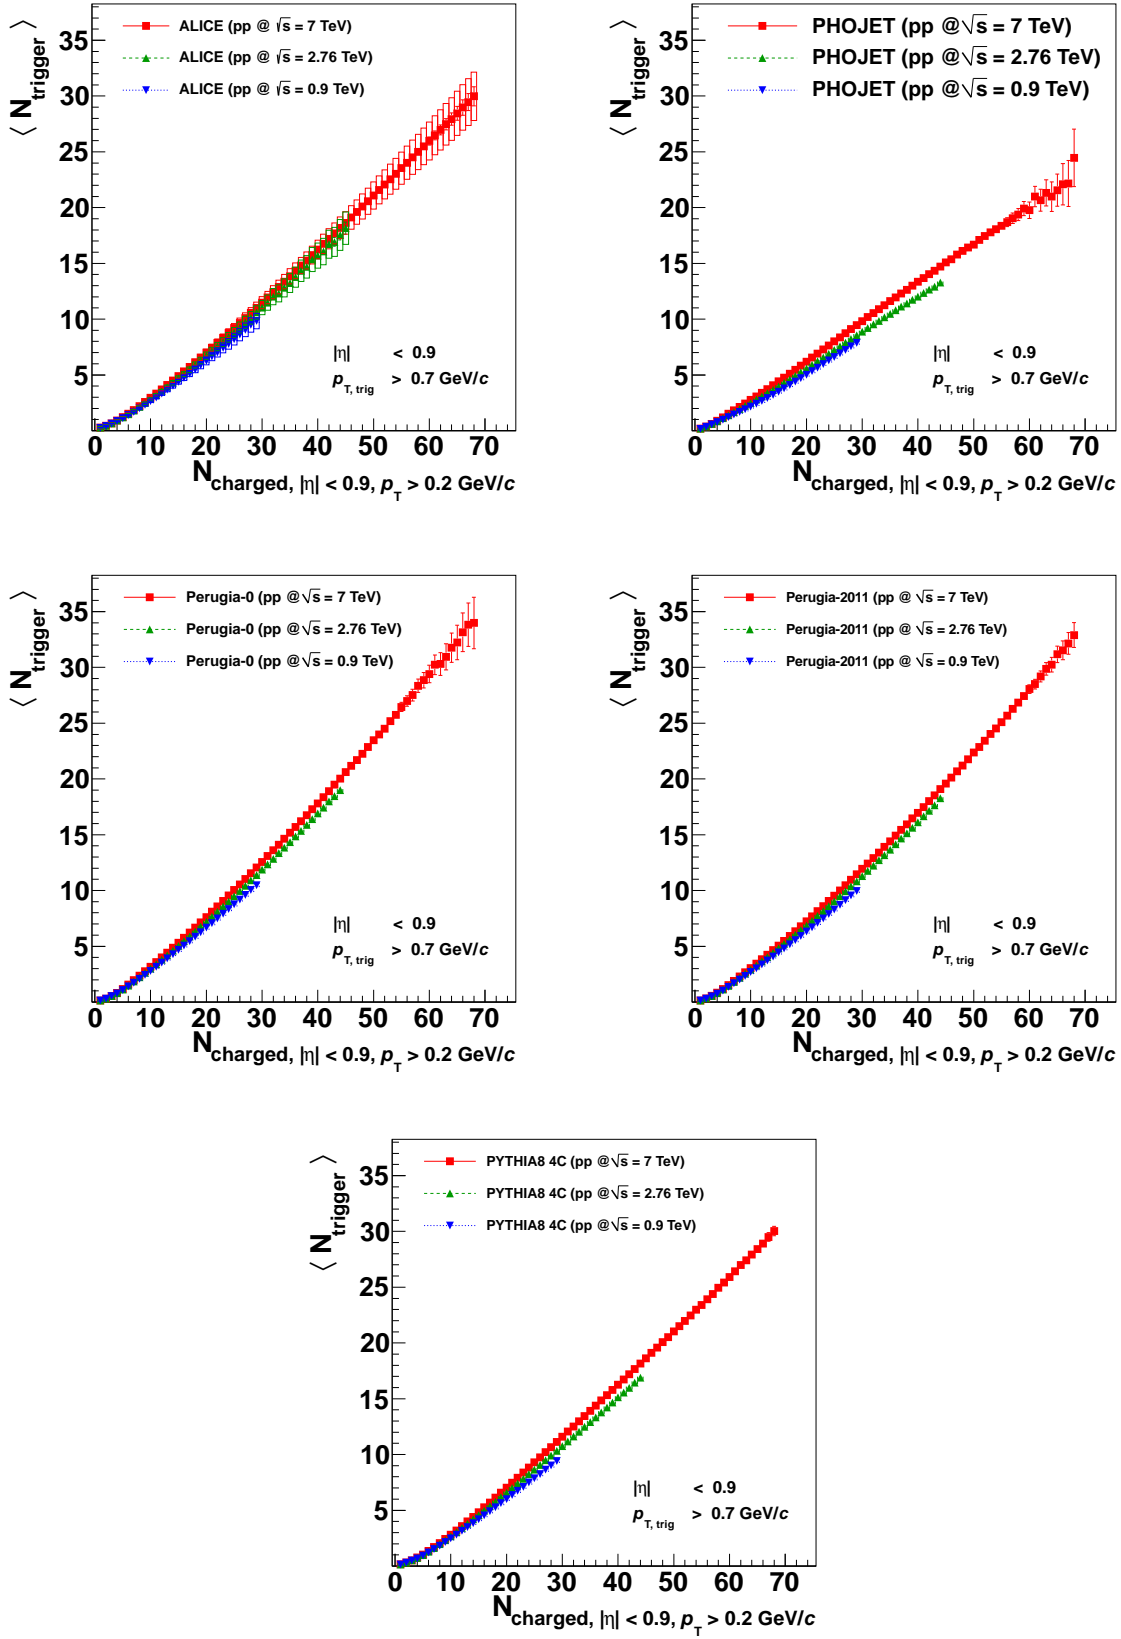 ALICE (pp @ √s = 7 TeV)
ALICE (pp @ √s = 2.76 TeV)
ALICE (pp @ √s = 0.9 TeV)
⟨ N_trigger ⟩
35
30
25
20
15
10
5
|η| < 0.9
p_T, trig > 0.7 GeV/c
0 10 20 30 40 50 60 70
N_charged, |η| < 0.9, p_T > 0.2 GeV/c
PHOJET (pp @√s = 7 TeV)
PHOJET (pp @√s = 2.76 TeV)
PHOJET (pp @√s = 0.9 TeV)
⟨ N_trigger ⟩
35
30
25
20
15
10
5
|η| < 0.9
p_T, trig > 0.7 GeV/c
0 10 20 30 40 50 60 70
N_charged, |η| < 0.9, p_T > 0.2 GeV/c
Perugia-0 (pp @√s = 7 TeV)
Perugia-0 (pp @√s = 2.76 TeV)
Perugia-0 (pp @√s = 0.9 TeV)
⟨ N_trigger ⟩
35
30
25
20
15
10
5
|η| < 0.9
p_T, trig > 0.7 GeV/c
0 10 20 30 40 50 60 70
N_charged, |η| < 0.9, p_T > 0.2 GeV/c
Perugia-2011 (pp @√s = 7 TeV)
Perugia-2011 (pp @√s = 2.76 TeV)
Perugia-2011 (pp @√s = 0.9 TeV)
⟨ N_trigger ⟩
35
30
25
20
15
10
5
|η| < 0.9
p_T, trig > 0.7 GeV/c
0 10 20 30 40 50 60 70
N_charged, |η| < 0.9, p_T > 0.2 GeV/c
PYTHIA8 4C (pp @√s = 7 TeV)
PYTHIA8 4C (pp @√s = 2.76 TeV)
PYTHIA8 4C (pp @√s = 0.9 TeV)
⟨ N_trigger ⟩
35
30
25
20
15
10
5
|η| < 0.9
p_T, trig > 0.7 GeV/c
0 10 20 30 40 50 60 70
N_charged, |η| < 0.9, p_T > 0.2 GeV/c